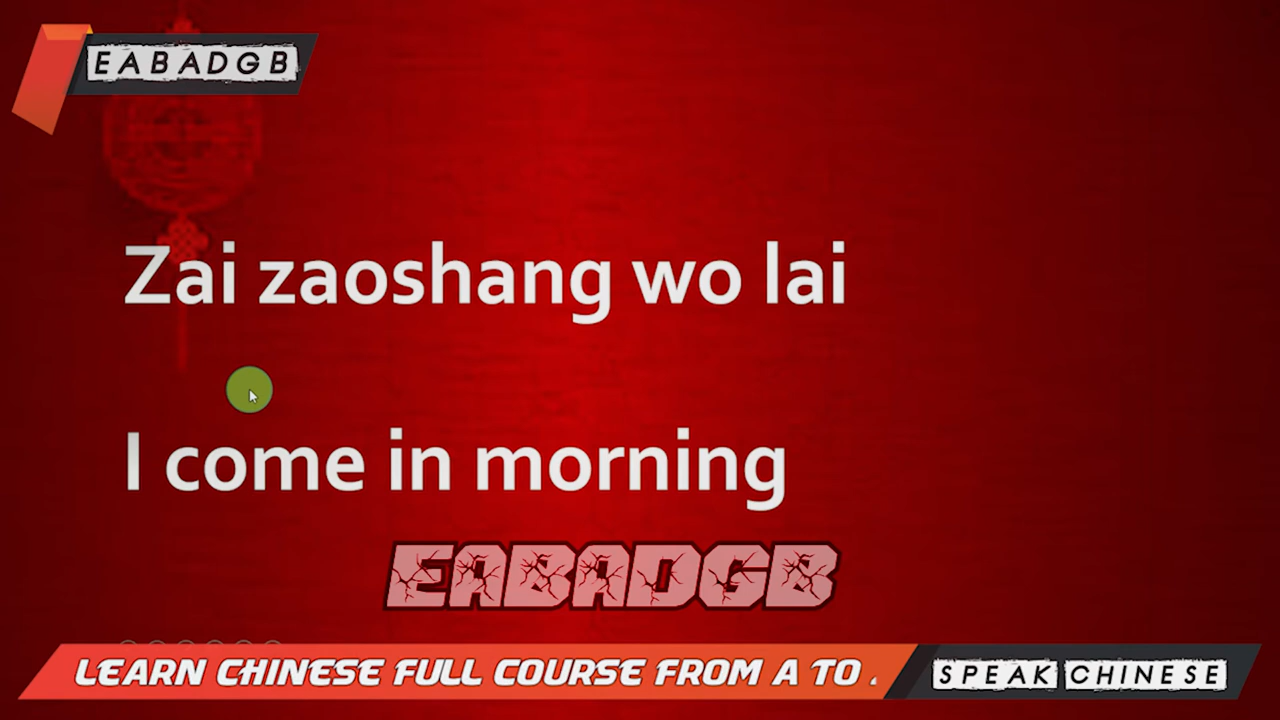 EABADGB
Zai zaoshang wo lai
I come in morning
EABADGB
LEARN CHINESE FULL COURSE FROM A TO
SPEAK CHINESE